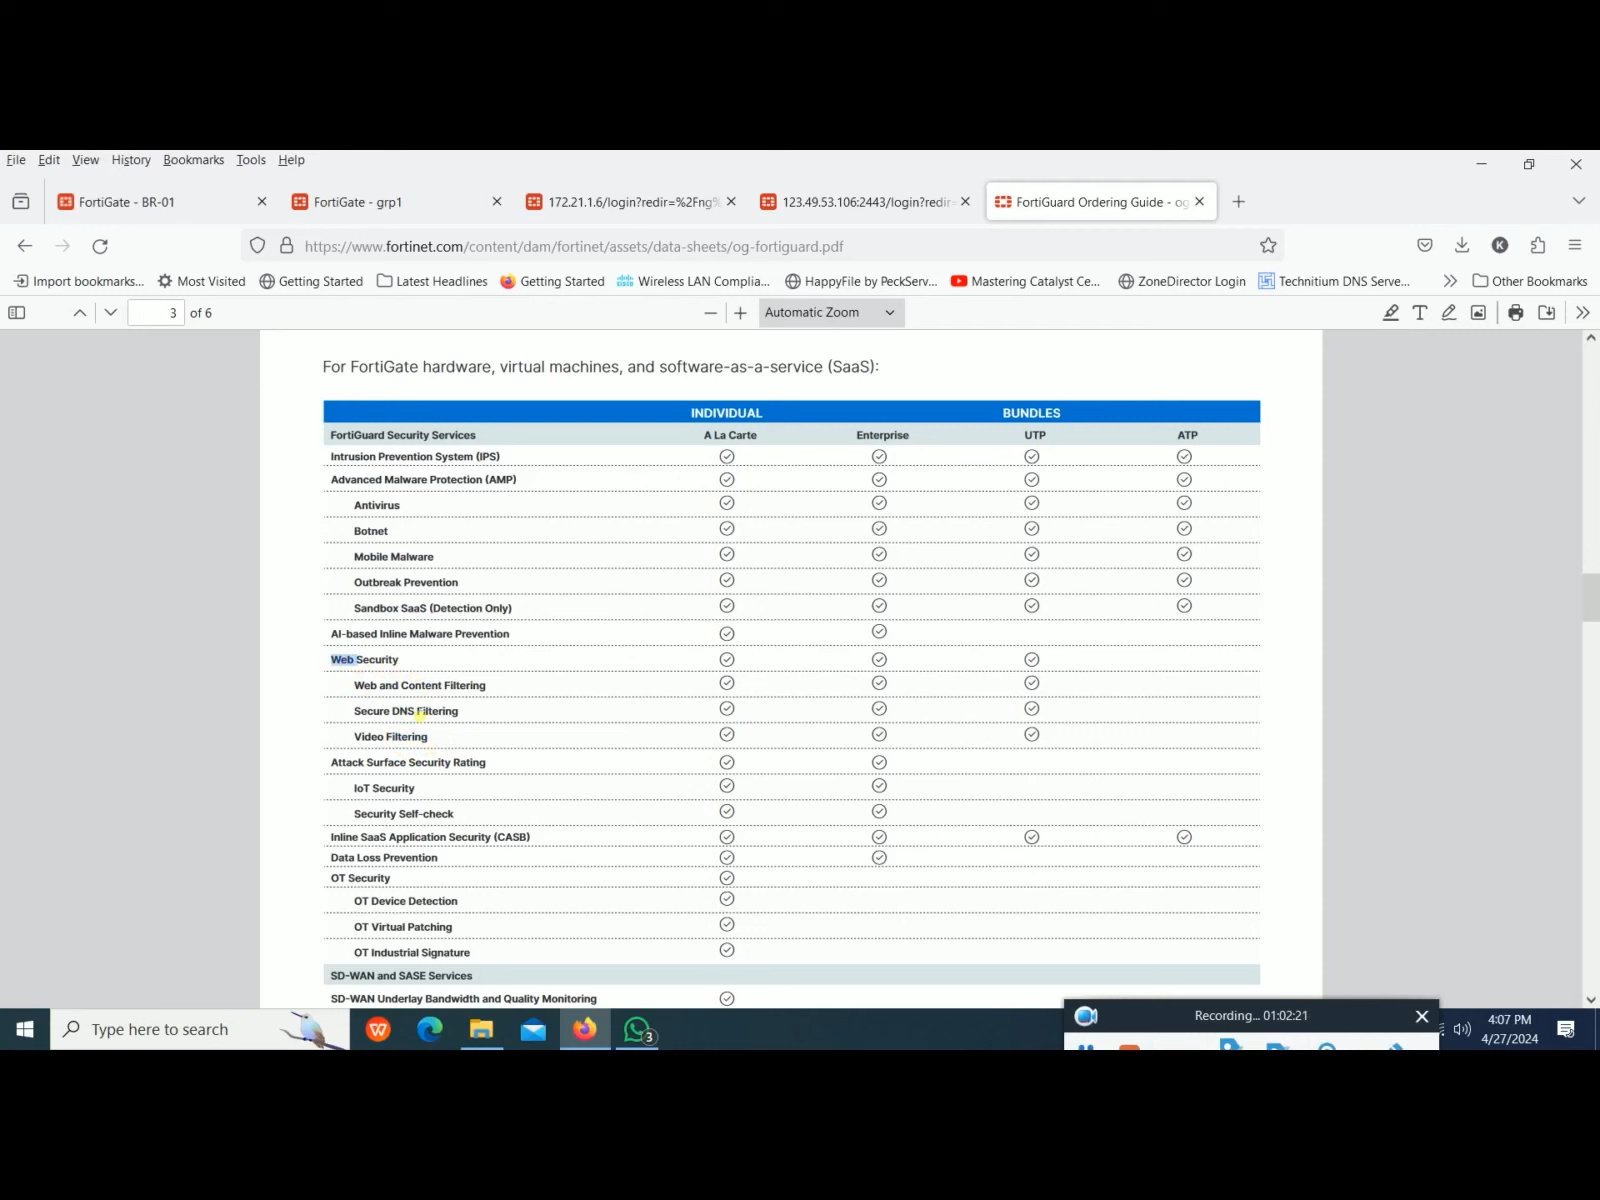 File Edit View History Bookmarks Tools Help
FortiGate - BR-01
FortiGate - grp1
172.21.1.6/login?redir=%2Fng%
123.49.53.106:2443/login?redir=
FortiGuard Ordering Guide - og
https://www.fortinet.com/content/dam/fortinet/assets/data-sheets/og-fortiguard.pdf
K
Import bookmarks... Most Visited Getting Started Latest Headlines Getting Started Wireless LAN Complia... HappyFile by PeckServ... Mastering Catalyst Ce... ZoneDirector Login Technitium DNS Serve... Other Bookmarks
3 of 6 Automatic Zoom
For FortiGate hardware, virtual machines, and software-as-a-service (SaaS):
INDIVIDUAL BUNDLES
FortiGuard Security Services A La Carte Enterprise UTP ATP
Intrusion Prevention System (IPS)
Advanced Malware Protection (AMP)
Antivirus
Botnet
Mobile Malware
Outbreak Prevention
Sandbox SaaS (Detection Only)
AI-based Inline Malware Prevention
Web Security
Web and Content Filtering
Secure DNS Filtering
Video Filtering
Attack Surface Security Rating
IoT Security
Security Self-check
Inline SaaS Application Security (CASB)
Data Loss Prevention
OT Security
OT Device Detection
OT Virtual Patching
OT Industrial Signature
SD-WAN and SASE Services
SD-WAN Underlay Bandwidth and Quality Monitoring
Type here to search
W
3
Recording... 01:02:21
4:07 PM
4/27/2024